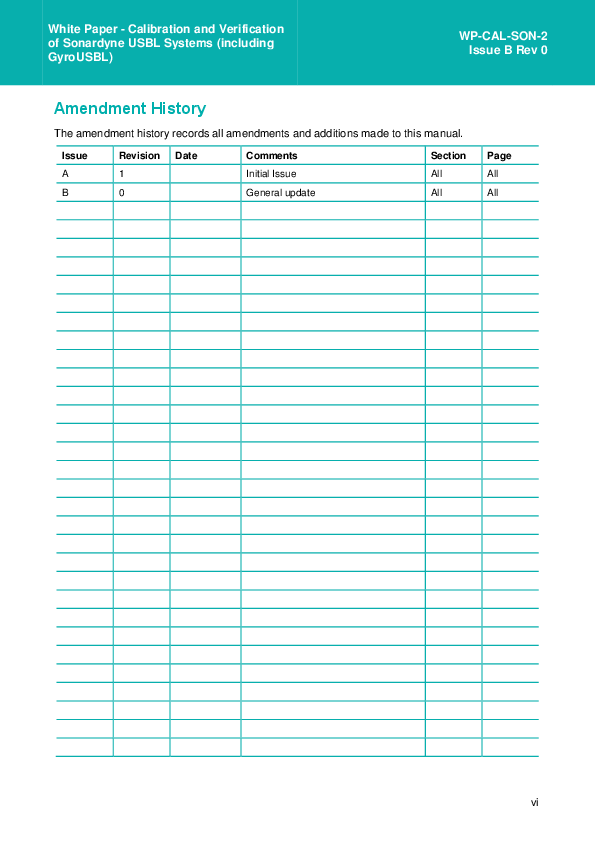 White Paper - Calibration and Verification
of Sonardyne USBL Systems (including
GyroUSBL)
WP-CAL-SON-2
Issue B Rev 0
Amendment History
The amendment history records all amendments and additions made to this manual.
Issue Revision Date Comments Section Page
A 1 Initial Issue All All
B 0 General update All All
vi